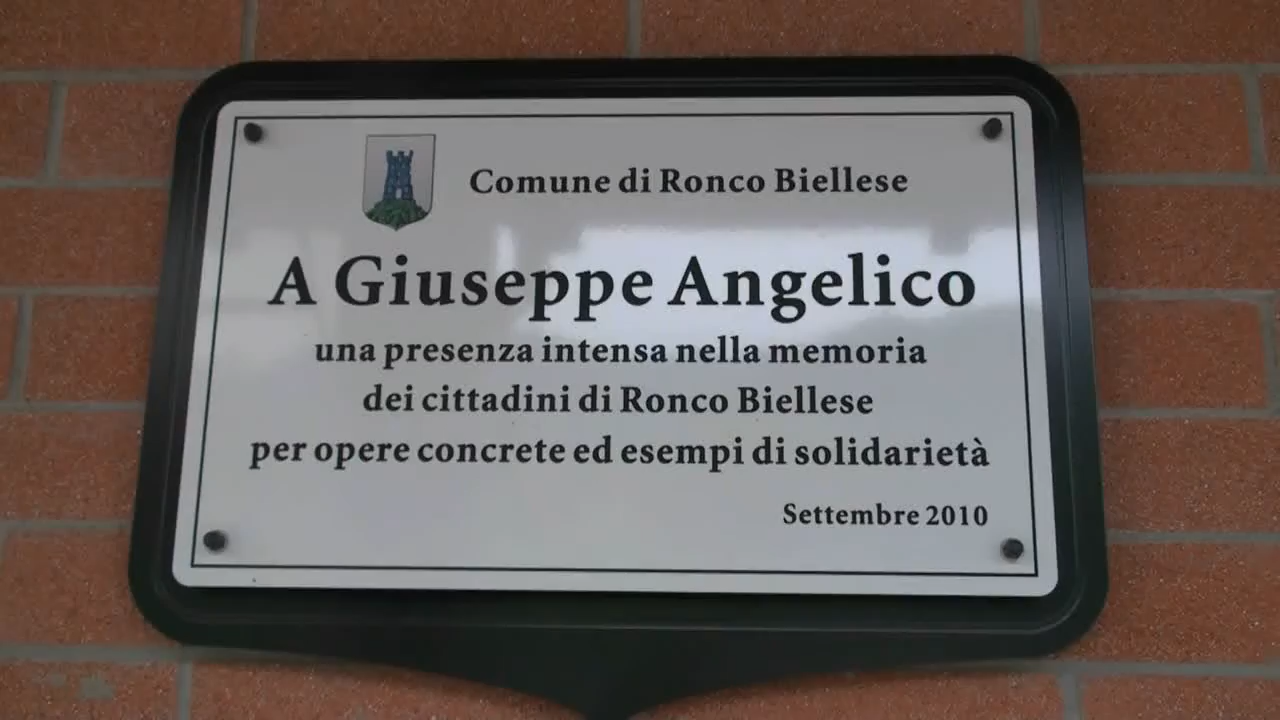 Comune di Ronco Biellese
A Giuseppe Angelico
una presenza intensa nella memoria
dei cittadini di Ronco Biellese
per opere concrete ed esempi di solidarietà
Settembre 2010